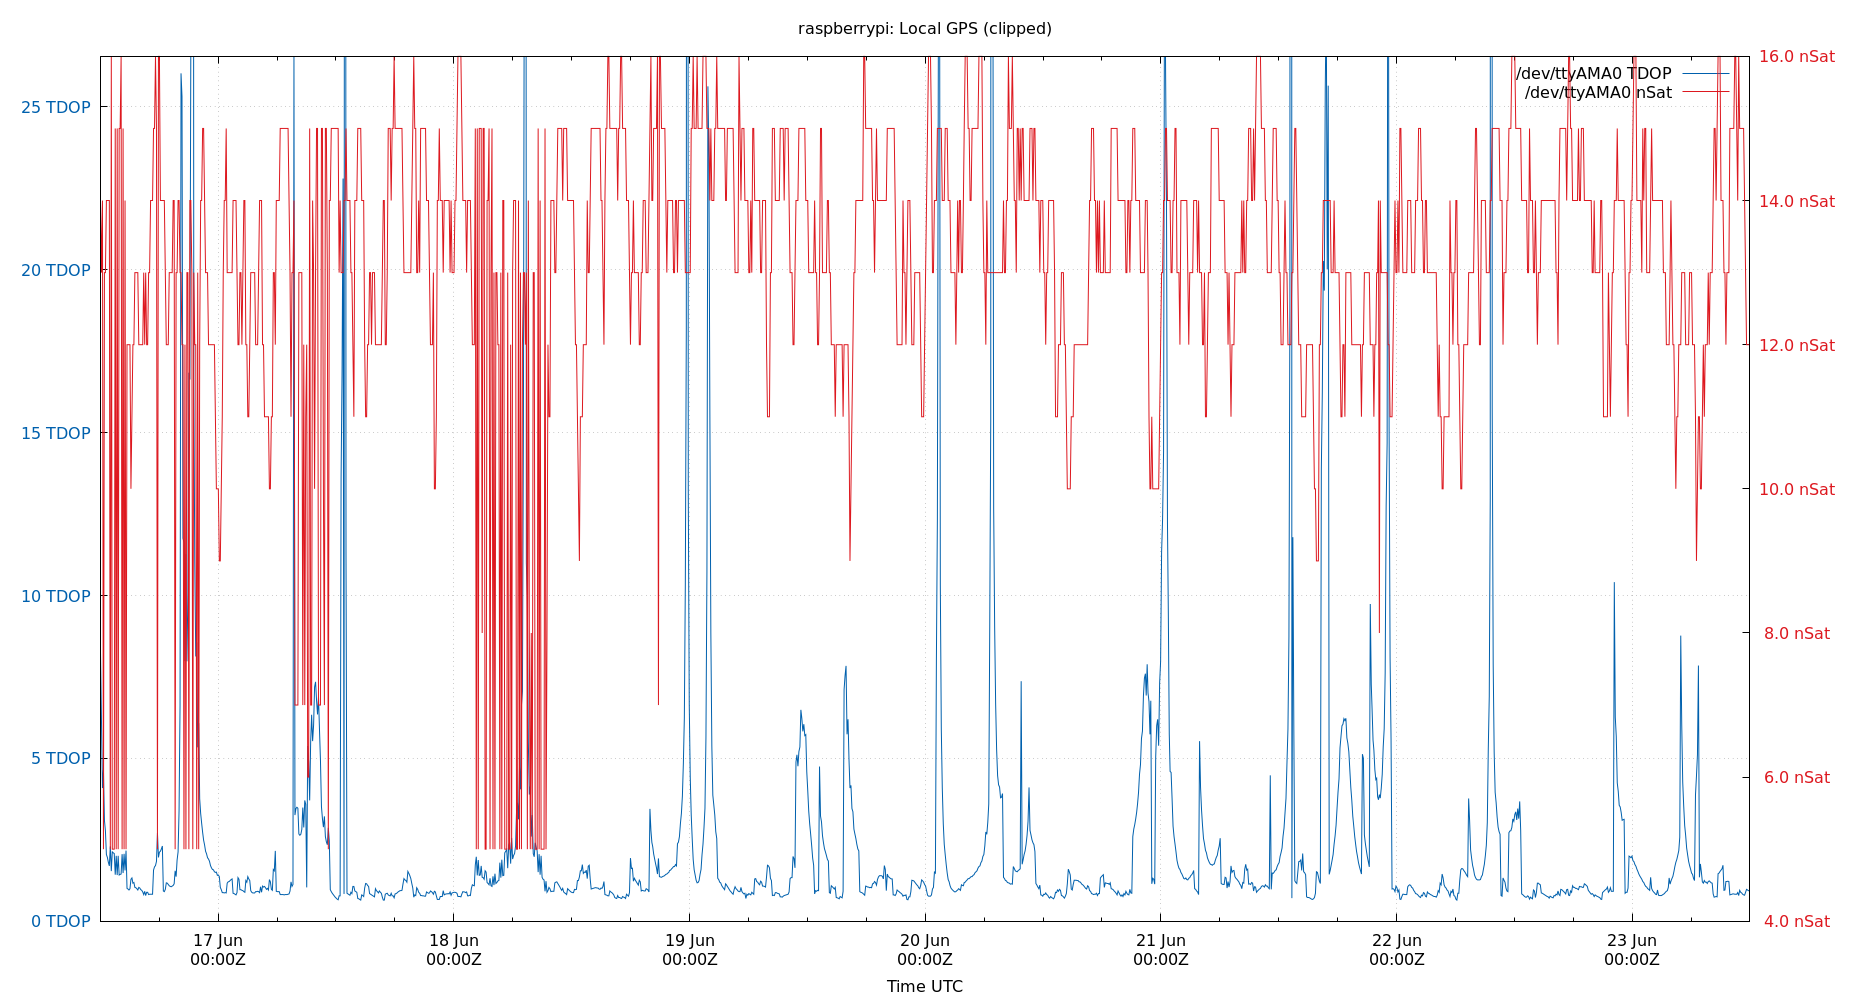 raspberrypi: Local GPS (clipped)
/dev/ttyAMA0 TDOP
/dev/ttyAMA0 nSat
25 TDOP
20 TDOP
15 TDOP
10 TDOP
5 TDOP
0 TDOP
16.0 nSat
14.0 nSat
12.0 nSat
10.0 nSat
8.0 nSat
6.0 nSat
4.0 nSat
17 Jun
00:00Z
18 Jun
00:00Z
19 Jun
00:00Z
20 Jun
00:00Z
21 Jun
00:00Z
22 Jun
00:00Z
23 Jun
00:00Z
Time UTC